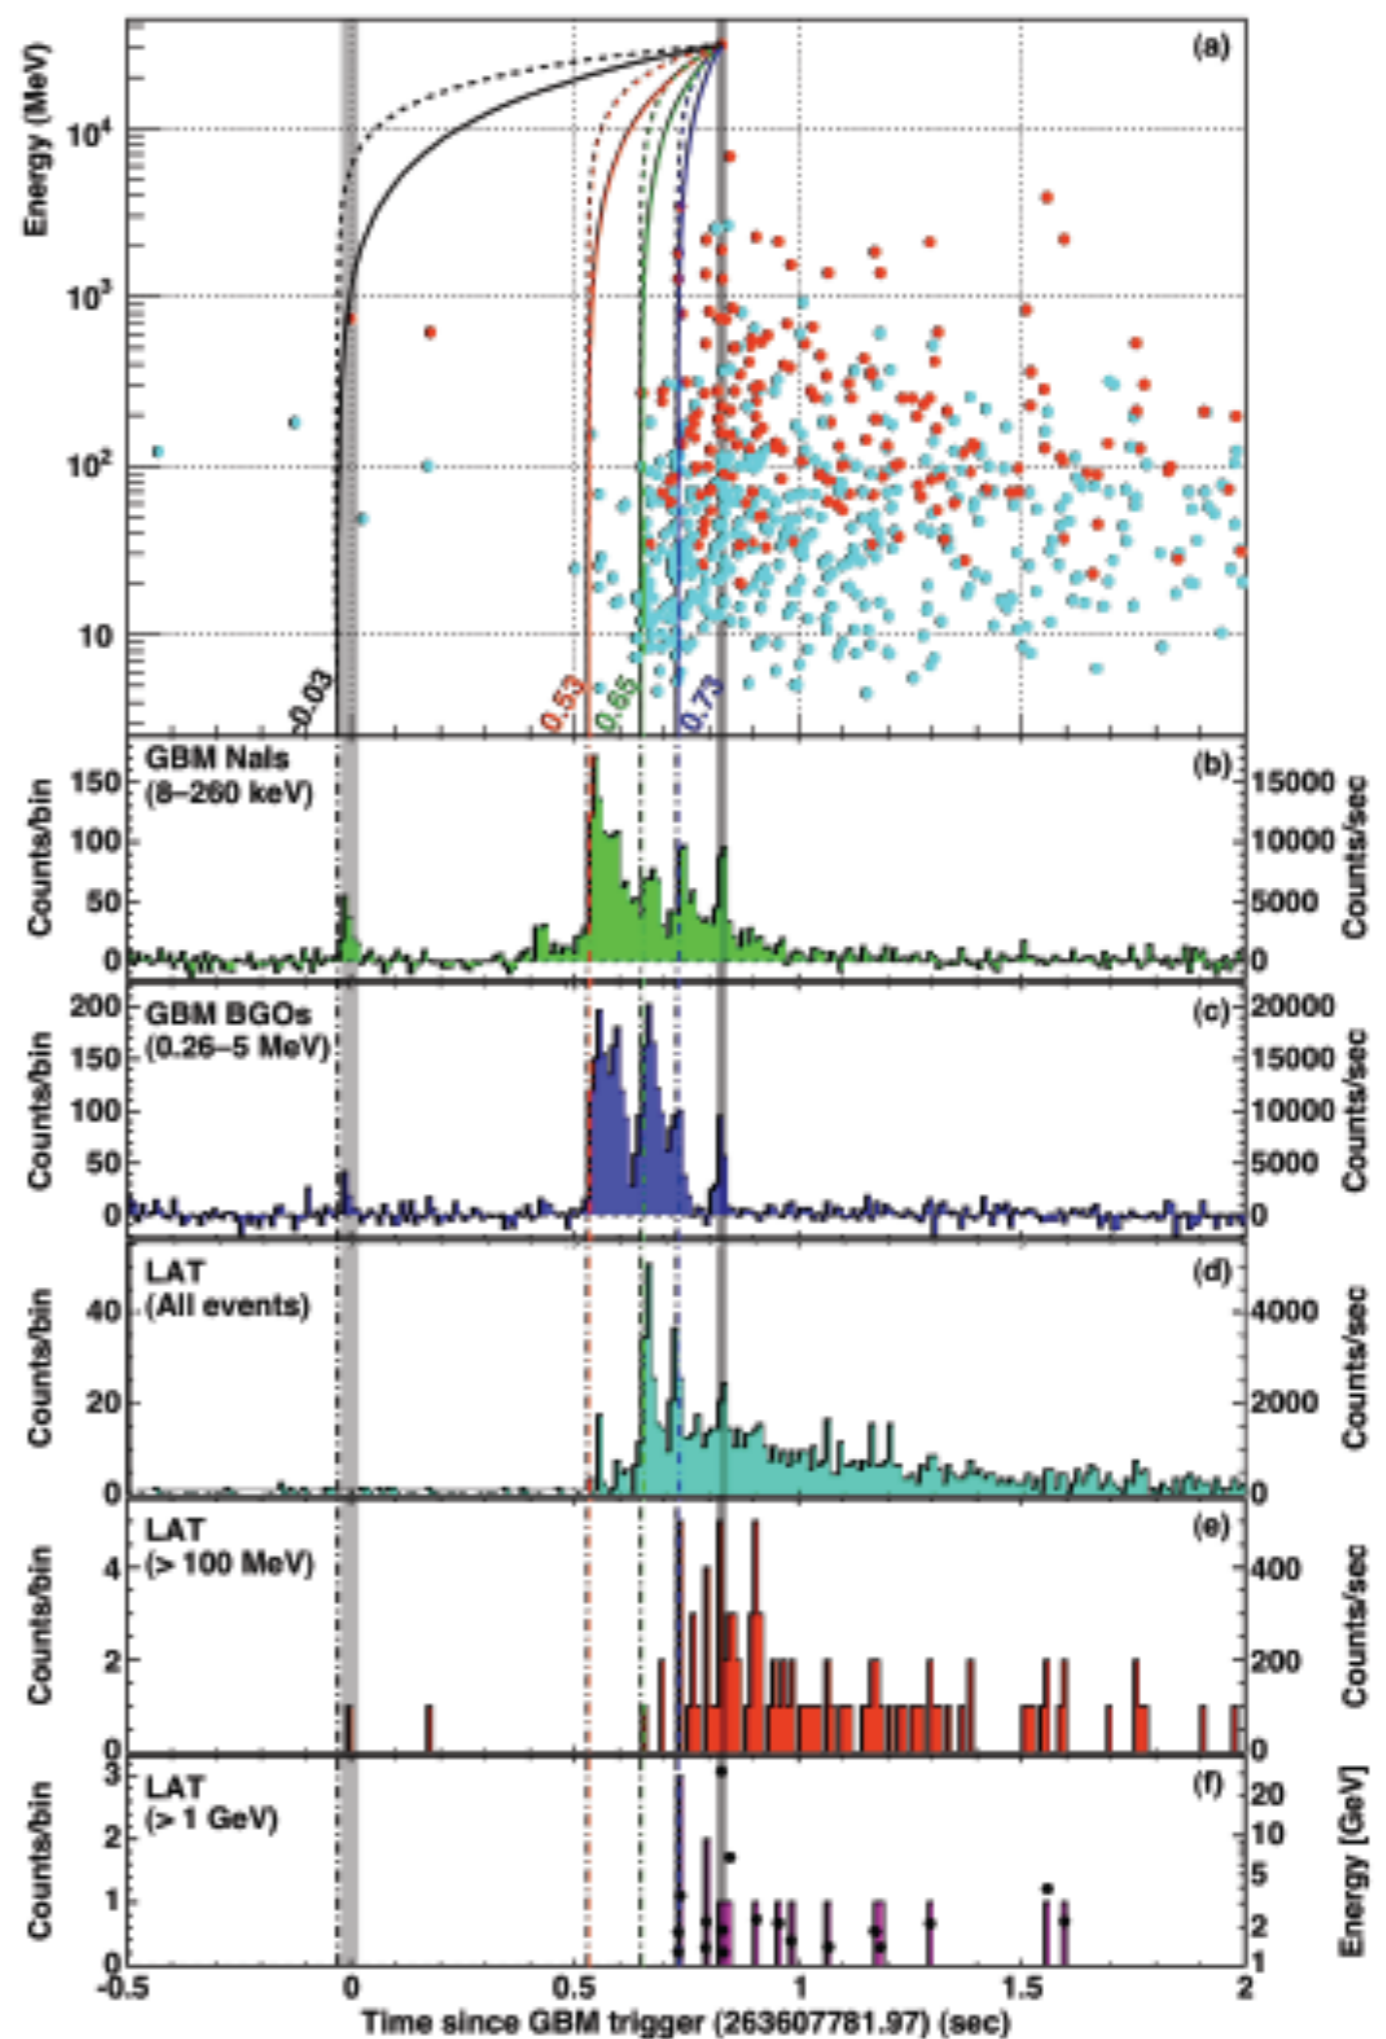 (a)
Energy (MeV)
10⁴
10³
10²
10
-0.03
0.53
0.65
0.73
GBM NaIs
(8–260 keV)
(b)
Counts/bin
150
100
50
0
15000
10000
5000
0
Counts/sec
GBM BGOs
(0.26–5 MeV)
(c)
Counts/bin
200
150
100
50
0
20000
15000
10000
5000
0
Counts/sec
LAT
(All events)
(d)
Counts/bin
40
20
0
4000
2000
0
Counts/sec
LAT
(> 100 MeV)
(e)
Counts/bin
4
2
0
400
200
0
Counts/sec
LAT
(> 1 GeV)
(f)
Counts/bin
3
2
1
0
20
10
5
2
1
Energy [GeV]
-0.5 0 0.5 1 1.5 2
Time since GBM trigger (263607781.97) (sec)